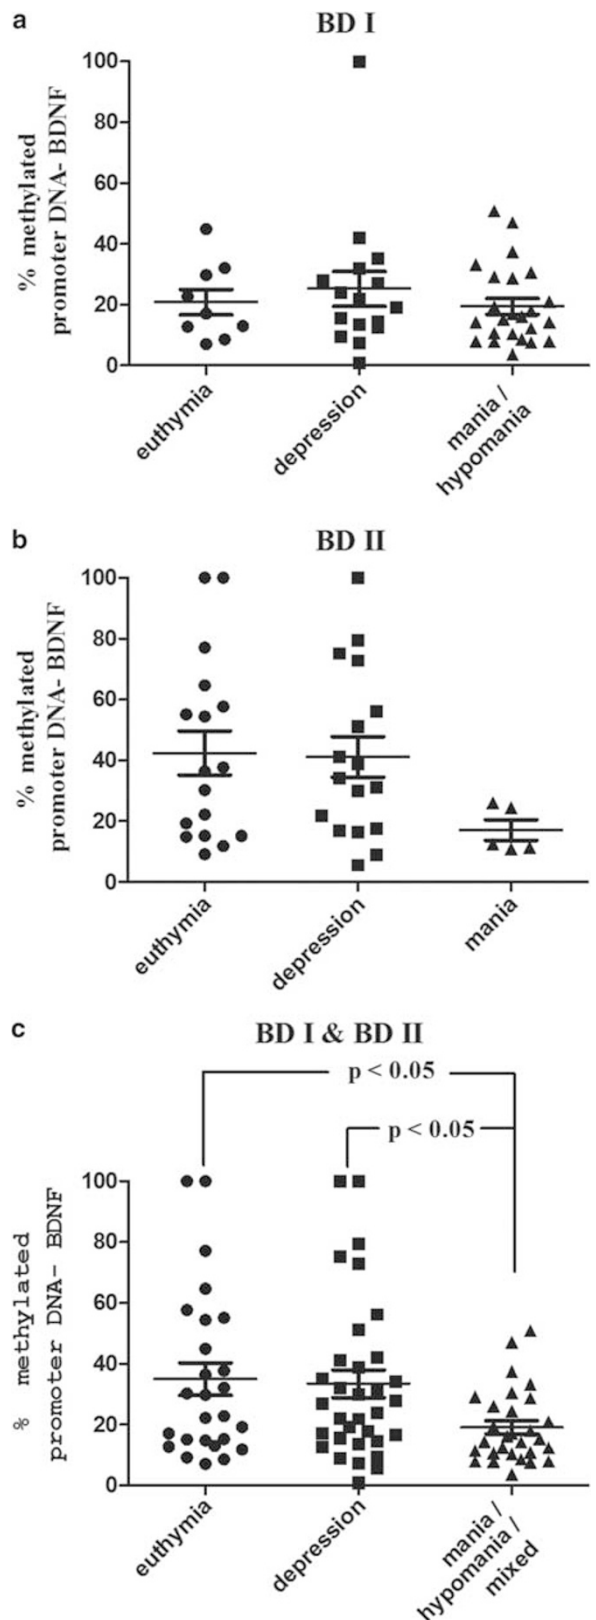 a
BD I
% methylated
promoter DNA- BDNF
100
80
60
40
20
0
euthymia
depression
mania /
hypomania
b
BD II
% methylated
promoter DNA- BDNF
100
80
60
40
20
0
euthymia
depression
mania
c
BD I & BD II
p < 0.05
p < 0.05
% methylated
promoter DNA- BDNF
100
80
60
40
20
0
euthymia
depression
mania /
hypomania /
mixed